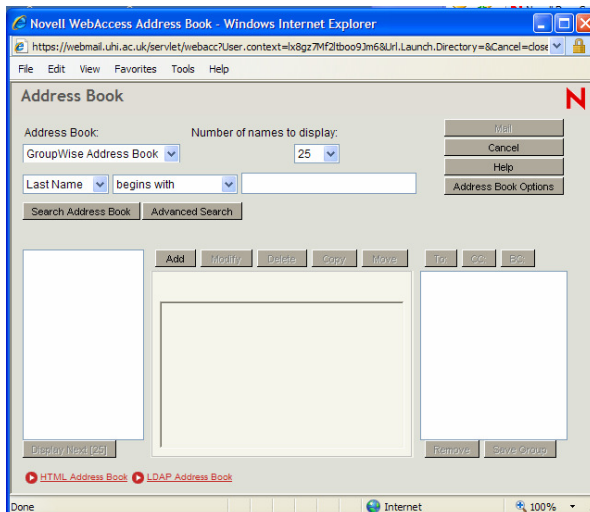 Novell WebAccess Address Book - Windows Internet Explorer
https://webmail.uhi.ac.uk/servlet/webacc?User.context=lx8gz7Mf2ltboo9Jm6&Url.Launch.Directory=&Cancel=close
File Edit View Favorites Tools Help
Address Book
N
Address Book: Number of names to display:
Mail
GroupWise Address Book 25
Cancel
Help
Last Name begins with
Address Book Options
Search Address Book Advanced Search
Add Modify Delete Copy Move To: CC: BC:
Display Next [25] Remove Save Group
HTML Address Book LDAP Address Book
Done Internet 100%